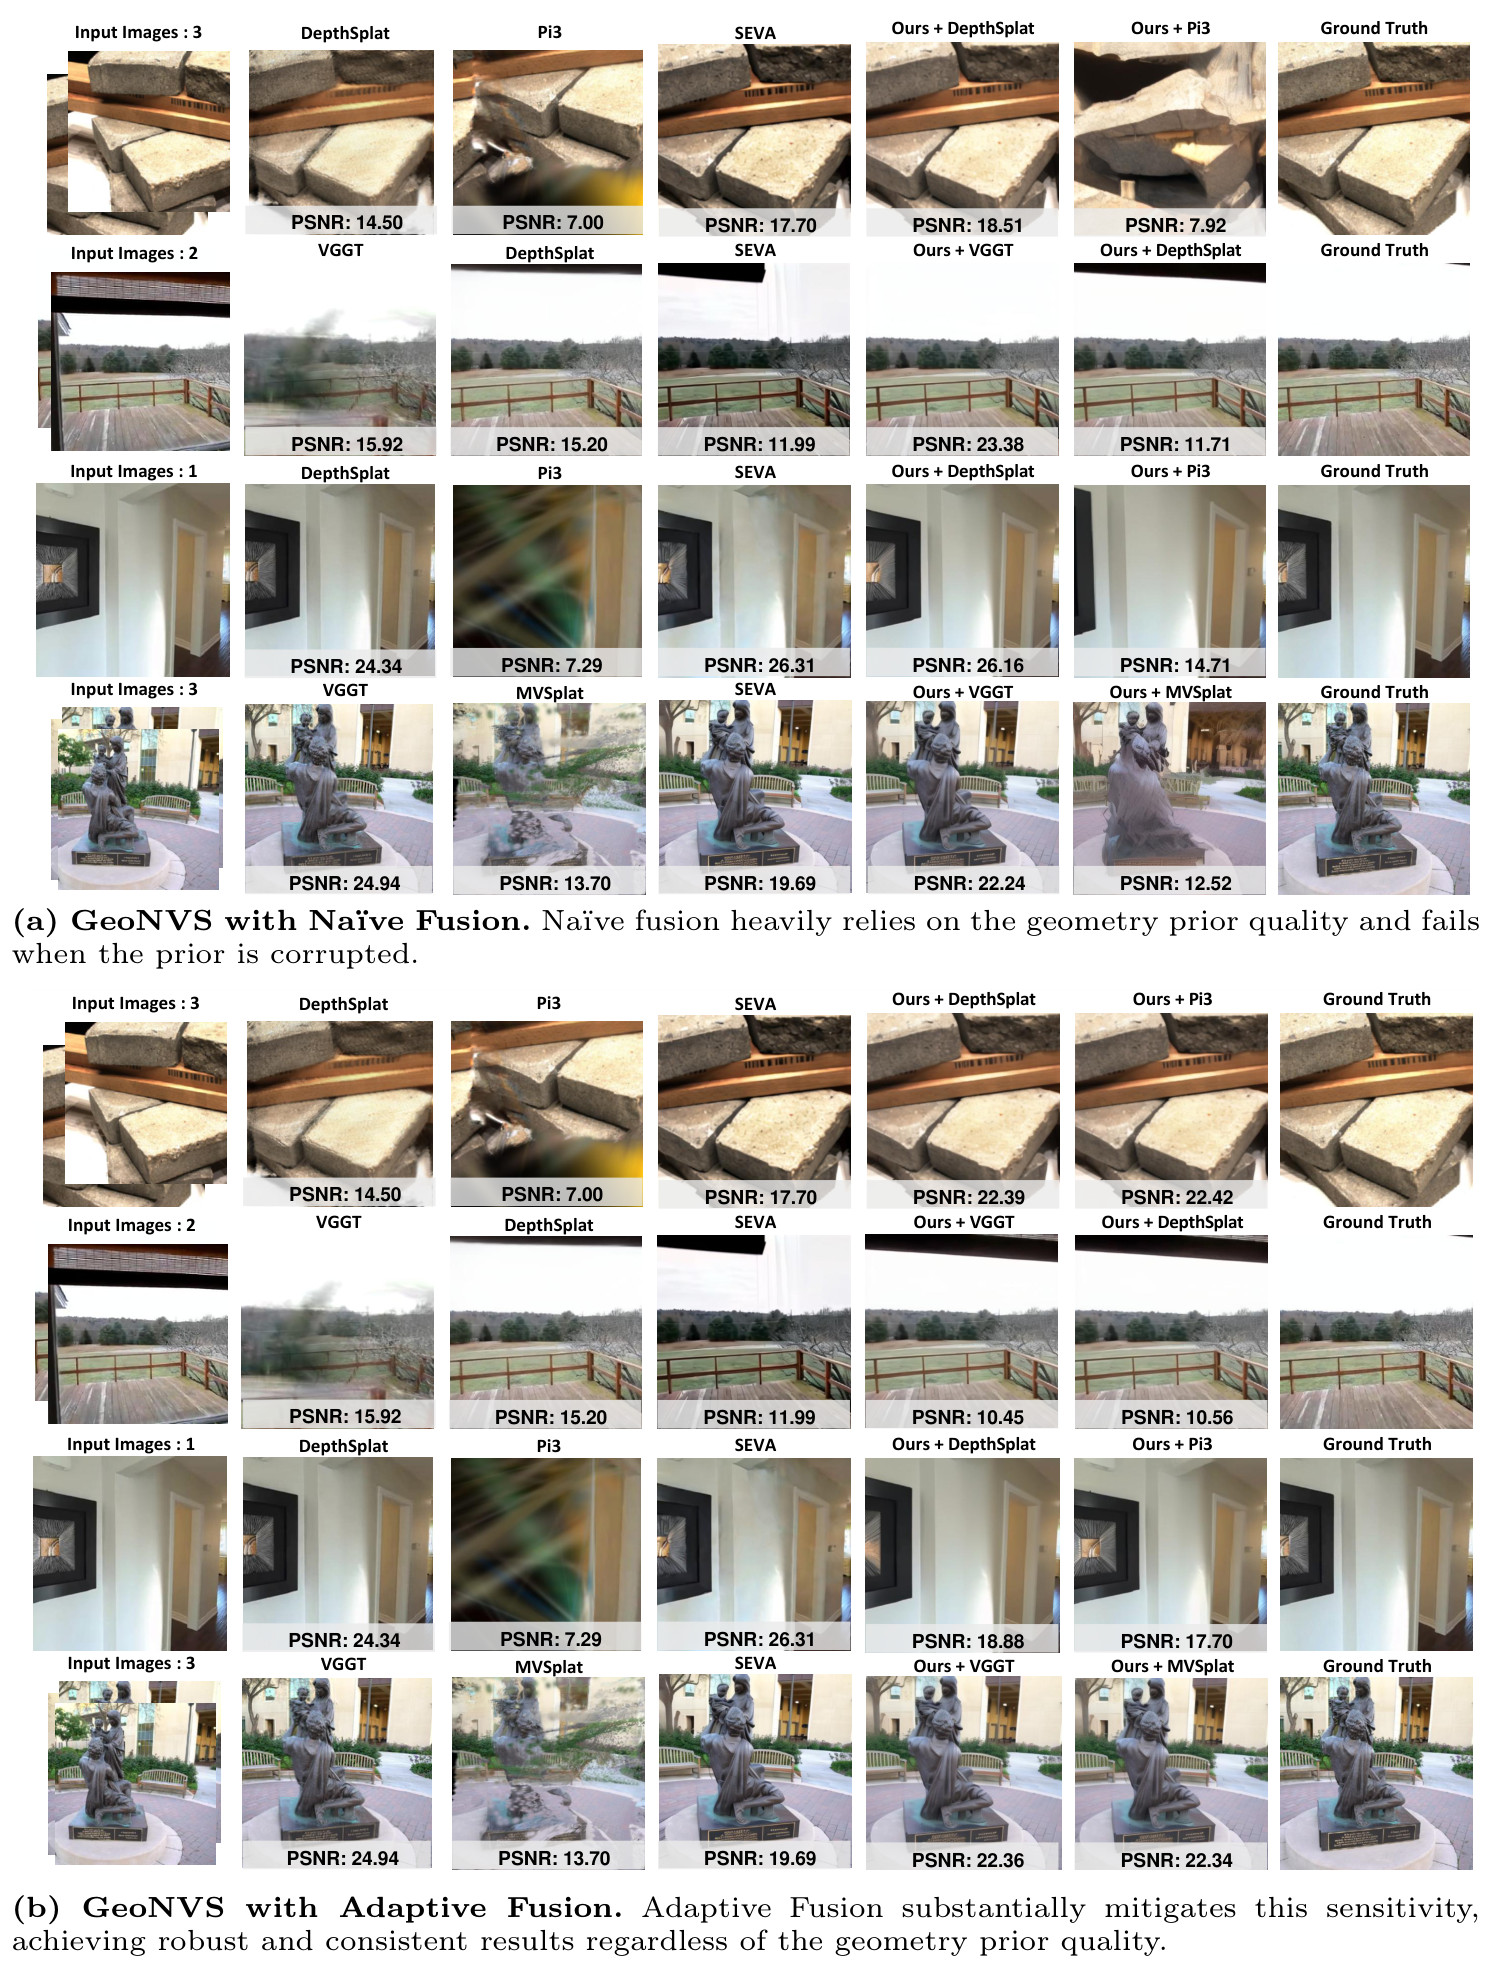 Input Images : 3 DepthSplat Pi3 SEVA Ours + DepthSplat Ours + Pi3 Ground Truth
PSNR: 14.50 PSNR: 7.00 PSNR: 17.70 PSNR: 18.51 PSNR: 7.92
Input Images : 2 VGGT DepthSplat SEVA Ours + VGGT Ours + DepthSplat Ground Truth
PSNR: 15.92 PSNR: 15.20 PSNR: 11.99 PSNR: 23.38 PSNR: 11.71
Input Images : 1 DepthSplat Pi3 SEVA Ours + DepthSplat Ours + Pi3 Ground Truth
PSNR: 24.34 PSNR: 7.29 PSNR: 26.31 PSNR: 26.16 PSNR: 14.71
Input Images : 3 VGGT MVSplat SEVA Ours + VGGT Ours + MVSplat Ground Truth
PSNR: 24.94 PSNR: 13.70 PSNR: 19.69 PSNR: 22.24 PSNR: 12.52
(a) GeoNVS with Naïve Fusion. Naïve fusion heavily relies on the geometry prior quality and fails
when the prior is corrupted.
Input Images : 3 DepthSplat Pi3 SEVA Ours + DepthSplat Ours + Pi3 Ground Truth
PSNR: 14.50 PSNR: 7.00 PSNR: 17.70 PSNR: 22.39 PSNR: 22.42
Input Images : 2 VGGT DepthSplat SEVA Ours + VGGT Ours + DepthSplat Ground Truth
PSNR: 15.92 PSNR: 15.20 PSNR: 11.99 PSNR: 10.45 PSNR: 10.56
Input Images : 1 DepthSplat Pi3 SEVA Ours + DepthSplat Ours + Pi3 Ground Truth
PSNR: 24.34 PSNR: 7.29 PSNR: 26.31 PSNR: 18.88 PSNR: 17.70
Input Images : 3 VGGT MVSplat SEVA Ours + VGGT Ours + MVSplat Ground Truth
PSNR: 24.94 PSNR: 13.70 PSNR: 19.69 PSNR: 22.36 PSNR: 22.34
(b) GeoNVS with Adaptive Fusion. Adaptive Fusion substantially mitigates this sensitivity,
achieving robust and consistent results regardless of the geometry prior quality.